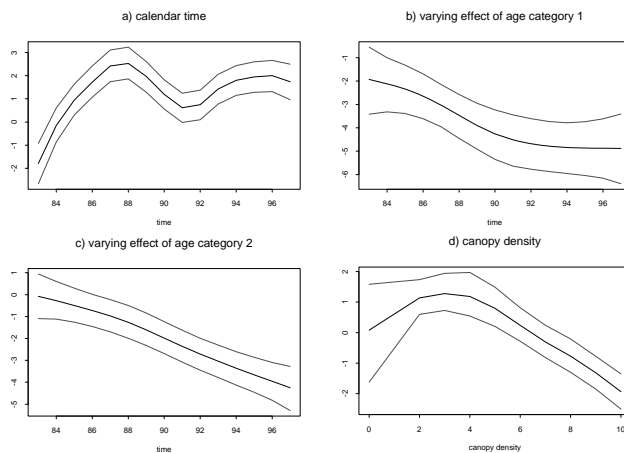 a) calendar time
3
2
1
0
-2
84 86 88 90 92 94 96
time
b) varying effect of age category 1
-1
-2
-3
-4
-5
-6
84 86 88 90 92 94 96
time
c) varying effect of age category 2
1
0
-1
-2
-3
-4
-5
84 86 88 90 92 94 96
time
d) canopy density
2
1
0
-1
-2
0 2 4 6 8 10
canopy density